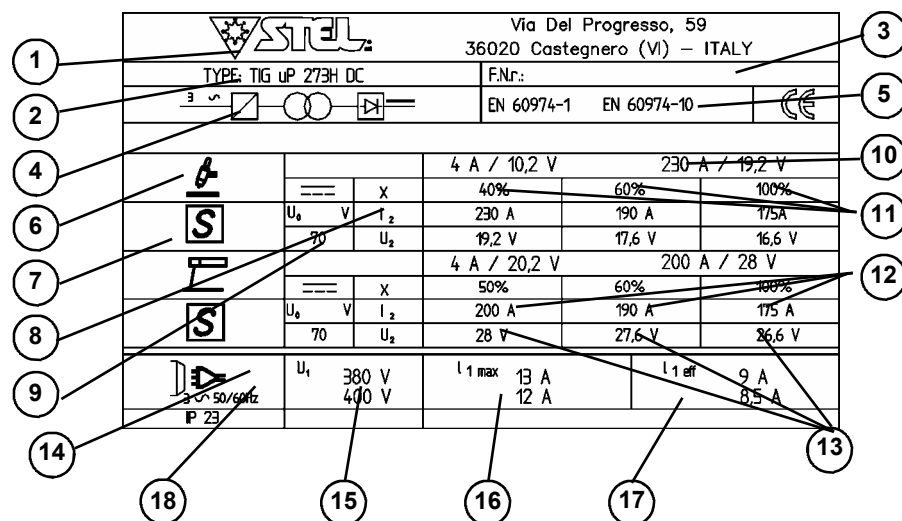 STEL
Via Del Progresso, 59
36020 Castegnero (VI) – ITALY
TYPE: TIG uP 273H DC
F.N.r.:
3 ∿
EN 60974-1 EN 60974-10
CE
4 A / 10,2 V 230 A / 19,2 V
X 40% 60% 100%
S U₀ V I₂ 230 A 190 A 175A
70 U₂ 19,2 V 17,6 V 16,6 V
4 A / 20,2 V 200 A / 28 V
X 50% 60% 100%
S U₀ V I₂ 200 A 190 A 175 A
70 U₂ 28 V 27,6 V 26,6 V
U₁ 380 V I1 max 13 A I1 eff 9 A
3 ∿ 50/60Hz 400 V 12 A 8,5 A
IP 23
1
2
3
4
5
6
7
8
9
10
11
12
13
14
15
16
17
18